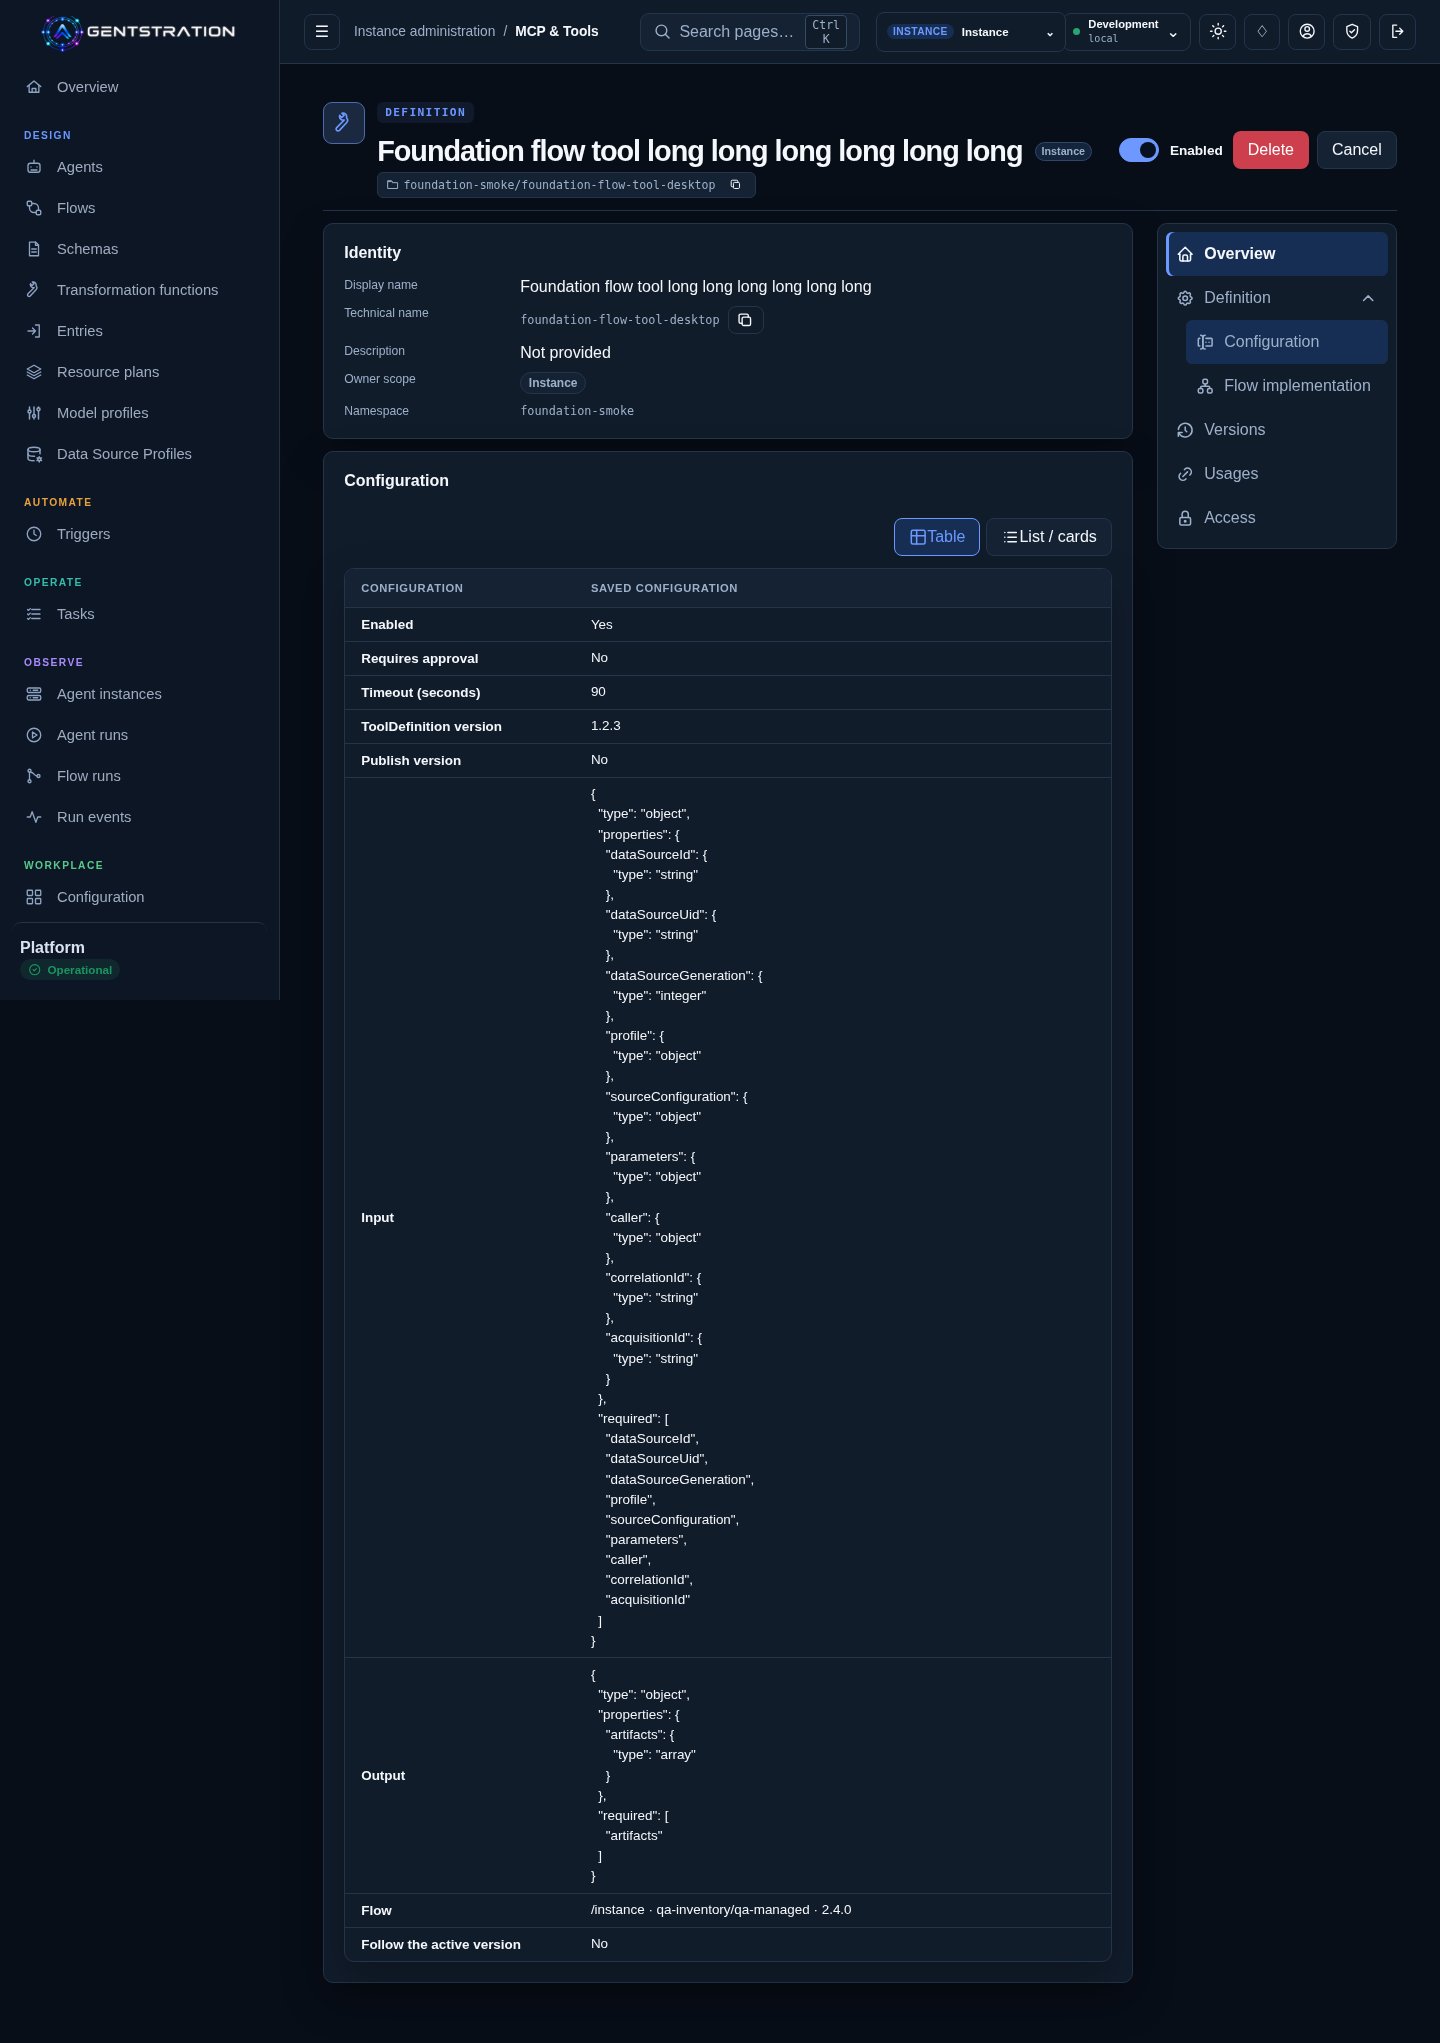 GENTSTRATION
Overview
DESIGN
Agents
Flows
Schemas
Transformation functions
Entries
Resource plans
Model profiles
Data Source Profiles
AUTOMATE
Triggers
OPERATE
Tasks
OBSERVE
Agent instances
Agent runs
Flow runs
Run events
WORKPLACE
Configuration
Platform
Operational
Instance administration / MCP & Tools
Search pages…
Ctrl
K
INSTANCE Instance
Development
local
DEFINITION
Foundation flow tool long long long long long long
Instance
Enabled
Delete
Cancel
foundation-smoke/foundation-flow-tool-desktop
Identity
Display name
Foundation flow tool long long long long long long
Technical name
foundation-flow-tool-desktop
Description
Not provided
Owner scope
Instance
Namespace
foundation-smoke
Configuration
Table
List / cards
CONFIGURATION SAVED CONFIGURATION
Enabled Yes
Requires approval No
Timeout (seconds) 90
ToolDefinition version 1.2.3
Publish version No
Input
{
"type": "object",
"properties": {
"dataSourceId": {
"type": "string"
},
"dataSourceUid": {
"type": "string"
},
"dataSourceGeneration": {
"type": "integer"
},
"profile": {
"type": "object"
},
"sourceConfiguration": {
"type": "object"
},
"parameters": {
"type": "object"
},
"caller": {
"type": "object"
},
"correlationId": {
"type": "string"
},
"acquisitionId": {
"type": "string"
}
},
"required": [
"dataSourceId",
"dataSourceUid",
"dataSourceGeneration",
"profile",
"sourceConfiguration",
"parameters",
"caller",
"correlationId",
"acquisitionId"
]
}
Output
{
"type": "object",
"properties": {
"artifacts": {
"type": "array"
}
},
"required": [
"artifacts"
]
}
Flow /instance · qa-inventory/qa-managed · 2.4.0
Follow the active version No
Overview
Definition
Configuration
Flow implementation
Versions
Usages
Access